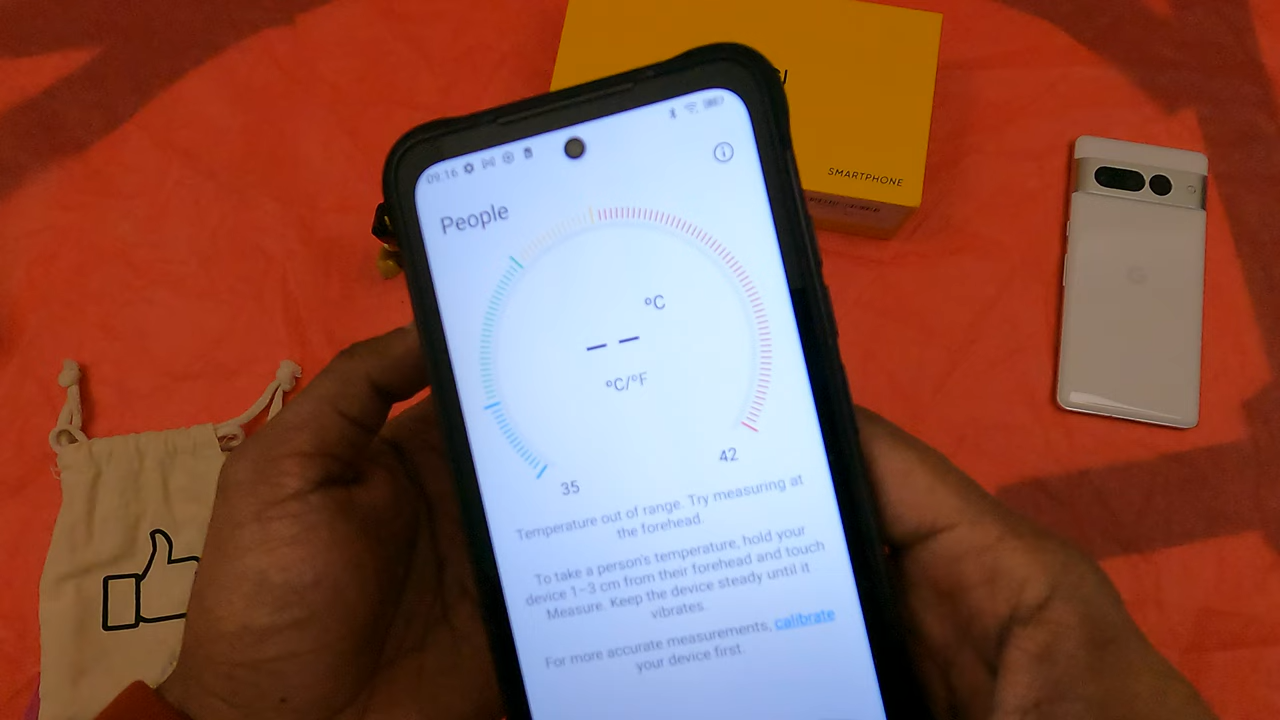 SMARTPHONE
09:16
People
°C
°C/°F
35
42
Temperature out of range. Try measuring at
the forehead.
To take a person's temperature, hold your
device 1–3 cm from their forehead and touch
Measure. Keep the device steady until it
vibrates.
For more accurate measurements, calibrate
your device first.